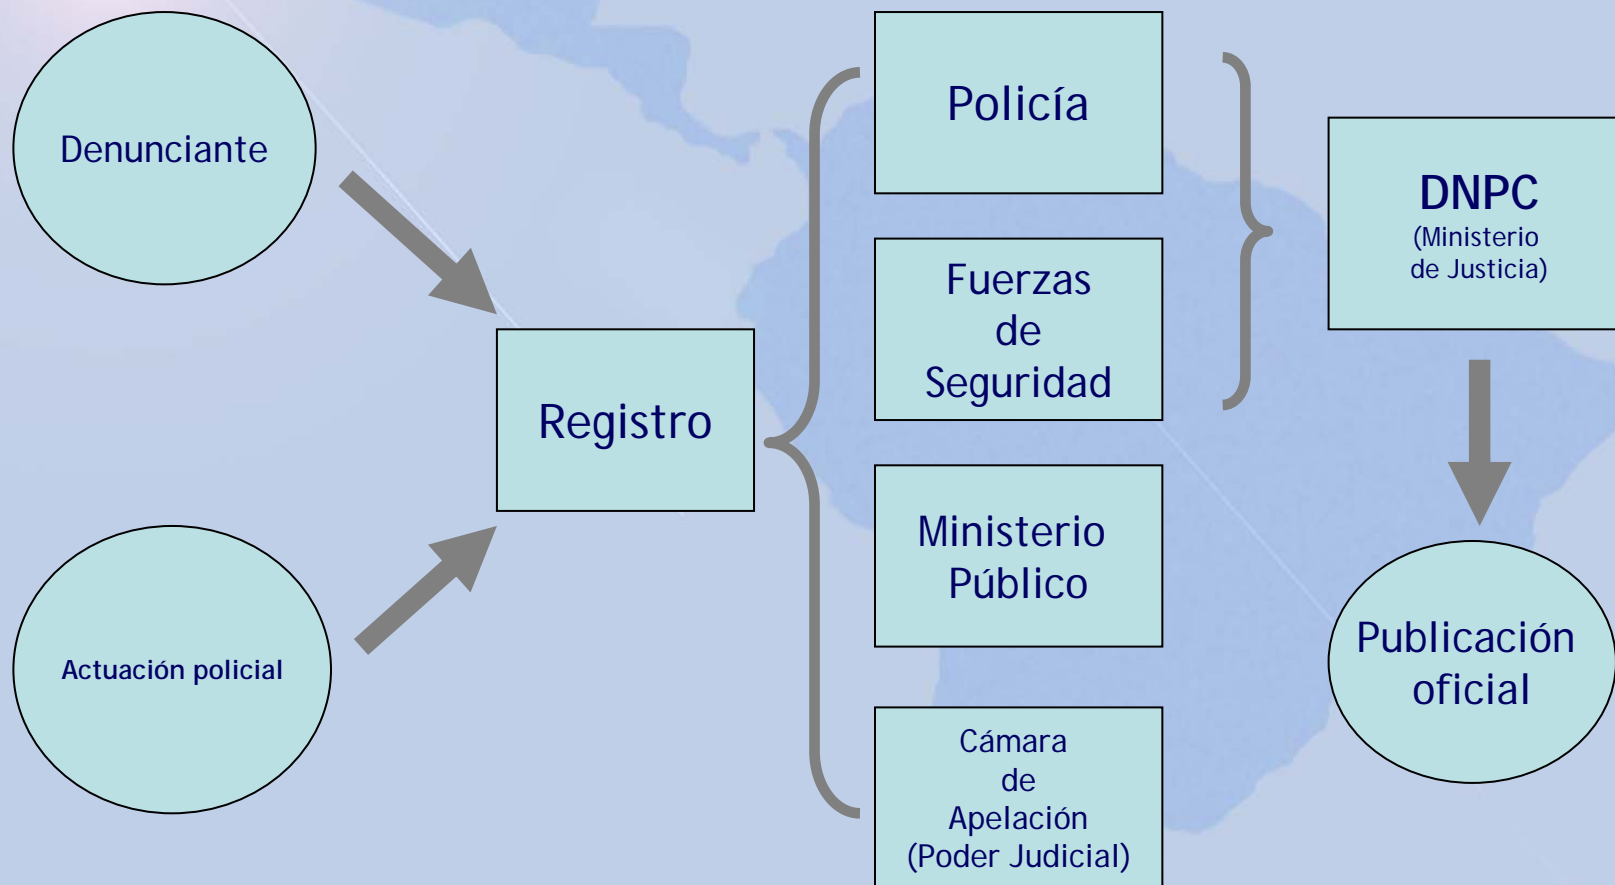 Denunciante
Actuación policial
Registro
Policía
Fuerzas
de
Seguridad
Ministerio
Público
Cámara
de
Apelación
(Poder Judicial)
DNPC
(Ministerio
de Justicia)
Publicación
oficial